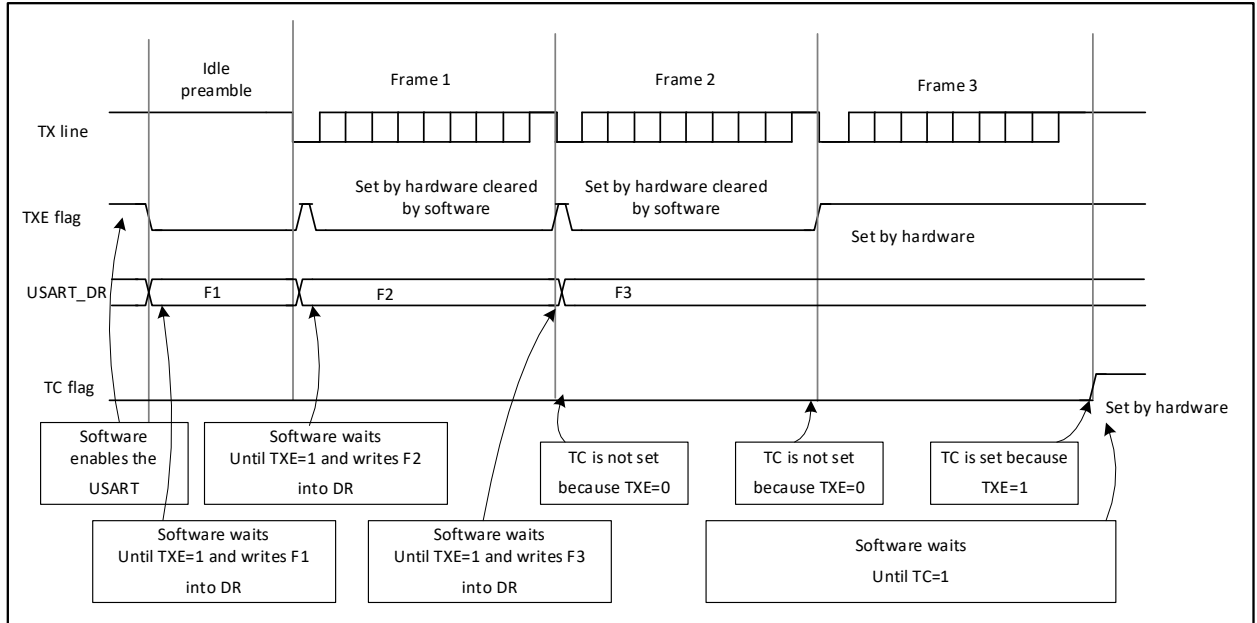 Idle
preamble
Frame 1
Frame 2
Frame 3
TX line
Set by hardware cleared
by software
Set by hardware cleared
by software
TXE flag
Set by hardware
USART_DR
F1
F2
F3
TC flag
Set by hardware
Software
enables the
USART
Software waits
Until TXE=1 and writes F2
into DR
TC is not set
because TXE=0
TC is not set
because TXE=0
TC is set because
TXE=1
Software waits
Until TXE=1 and writes F1
into DR
Software waits
Until TXE=1 and writes F3
into DR
Software waits
Until TC=1